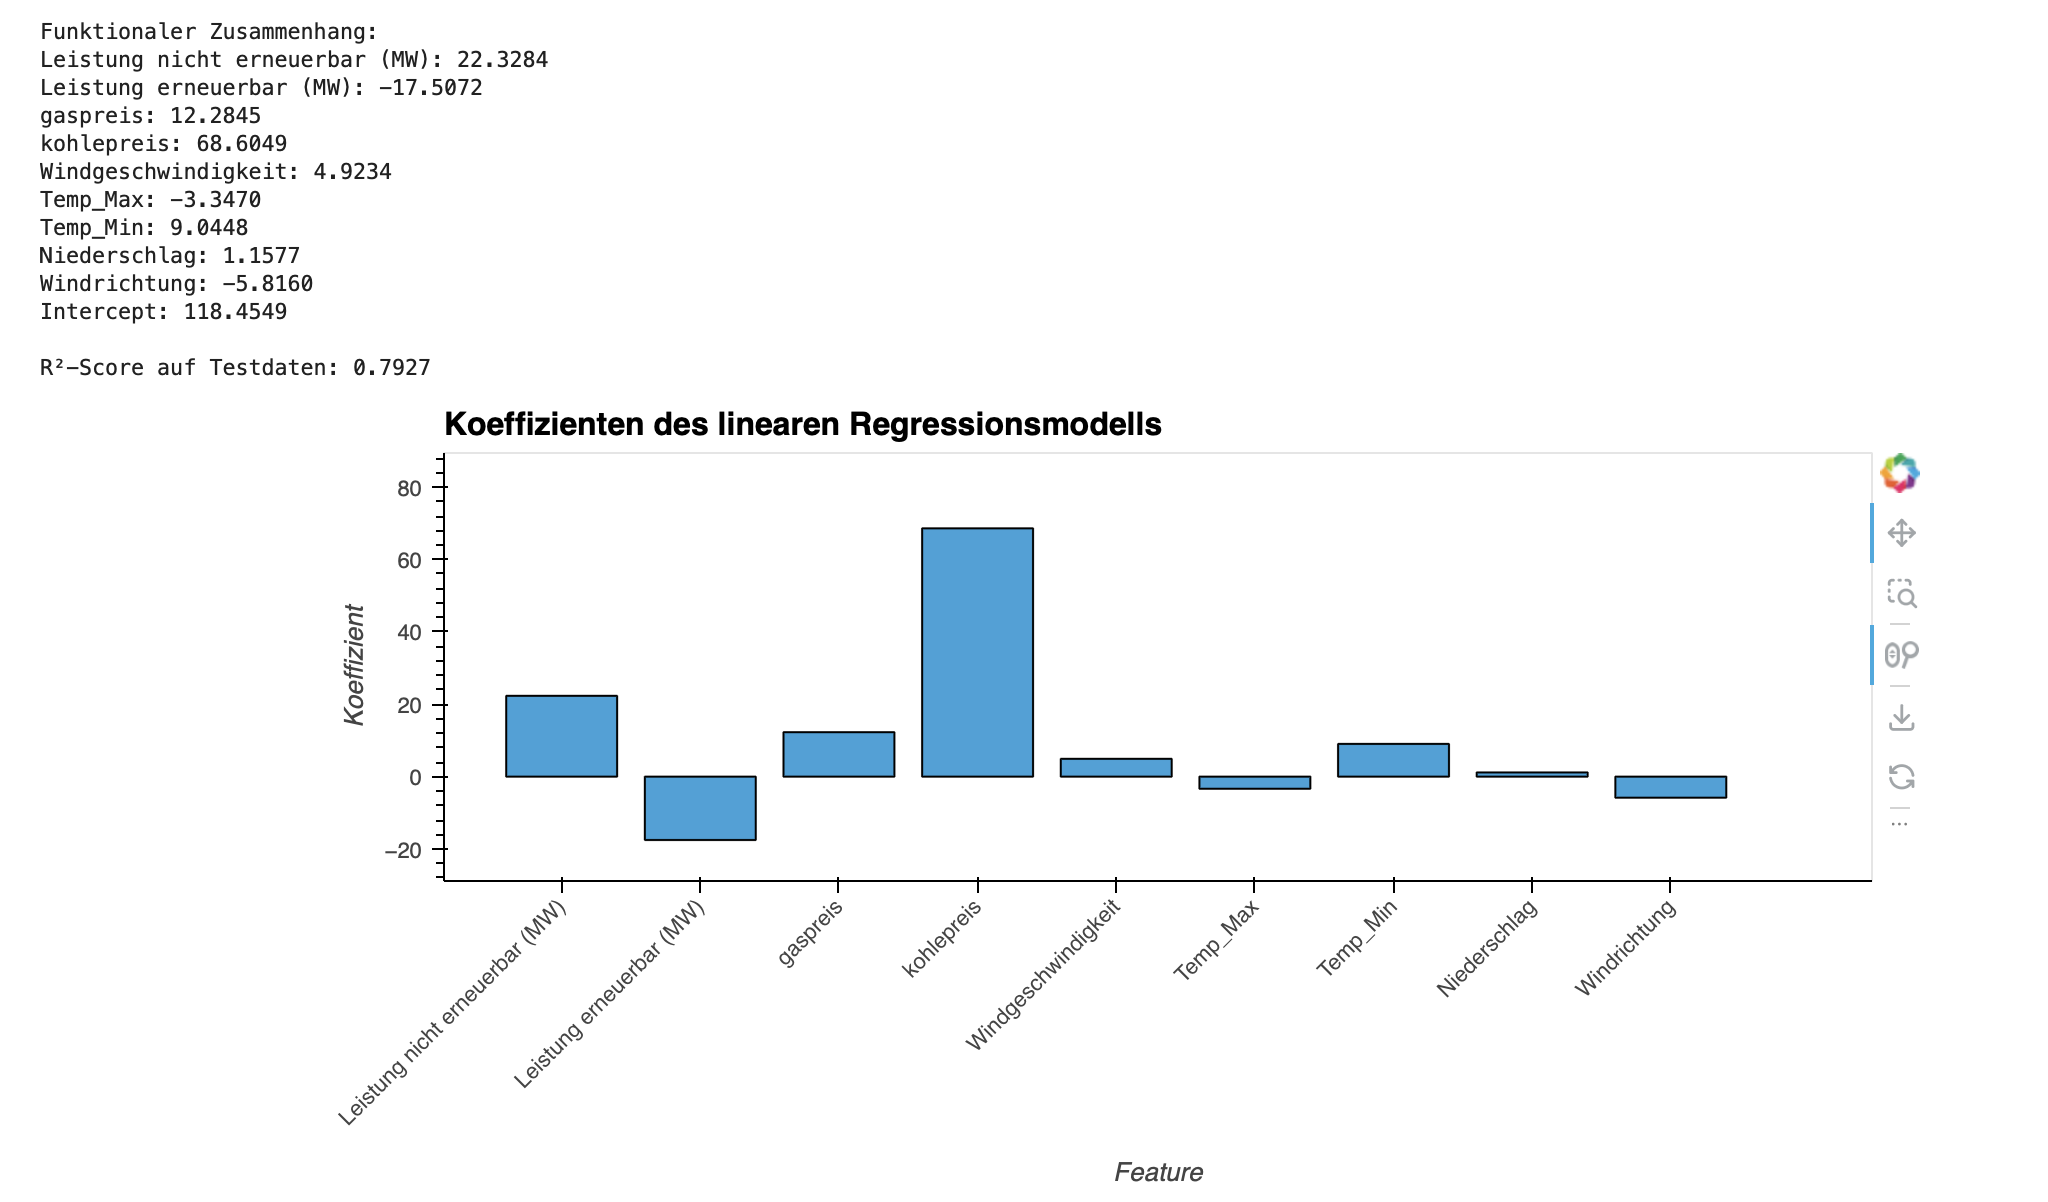 Funktionaler Zusammenhang:
Leistung nicht erneuerbar (MW): 22.3284
Leistung erneuerbar (MW): -17.5072
gaspreis: 12.2845
kohlepreis: 68.6049
Windgeschwindigkeit: 4.9234
Temp_Max: -3.3470
Temp_Min: 9.0448
Niederschlag: 1.1577
Windrichtung: -5.8160
Intercept: 118.4549
R²-Score auf Testdaten: 0.7927
Koeffizienten des linearen Regressionsmodells
80
60
40
20
0
−20
Koeffizient
Leistung nicht erneuerbar (MW)
Leistung erneuerbar (MW)
gaspreis
kohlepreis
Windgeschwindigkeit
Temp_Max
Temp_Min
Niederschlag
Windrichtung
Feature